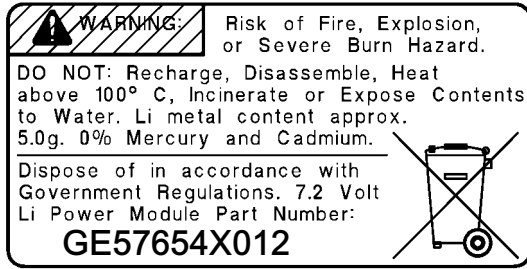 WARNING: Risk of Fire, Explosion,
or Severe Burn Hazard.
DO NOT: Recharge, Disassemble, Heat
above 100° C, Incinerate or Expose Contents
to Water. Li metal content approx.
5.0g. 0% Mercury and Cadmium.
Dispose of in accordance with
Government Regulations. 7.2 Volt
Li Power Module Part Number:
GE57654X012